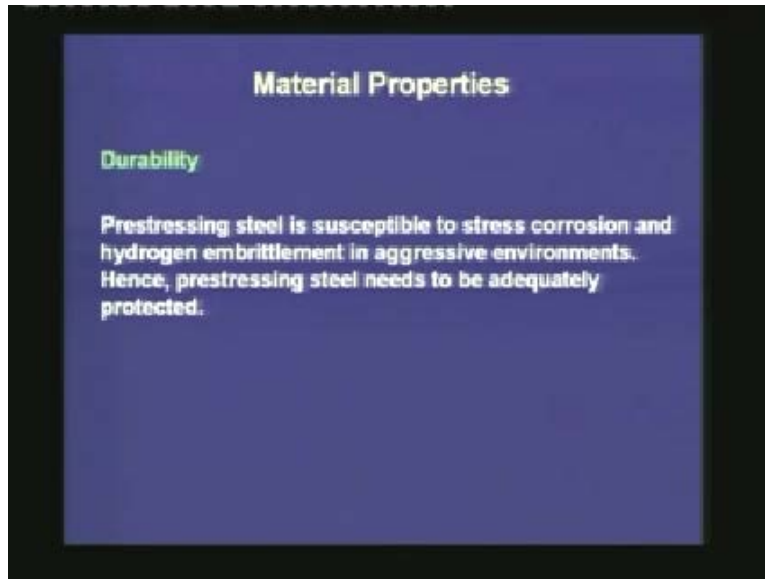 Material Properties
Durability
Prestressing steel is susceptible to stress corrosion and
hydrogen embrittlement in aggressive environments.
Hence, prestressing steel needs to be adequately
protected.